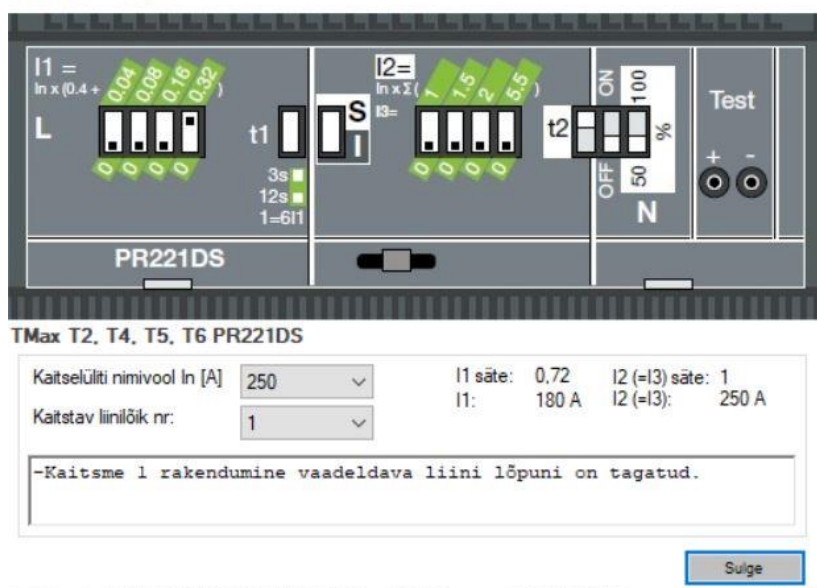 I1 =
In x (0.4 + 0.04 0.08 0.16 0.32 )
L
0 0 0 0
t1
3s
12s
1=6I1
S
I
I2=
In x Σ( 1 1.5 2 5.5 )
I3=
0 0 0 0
t2
ON
OFF
100
50
%
N
Test
+ -
PR221DS
TMax T2, T4, T5, T6 PR221DS
Kaitselüliti nimivool In [A] 250
Kaitstav liinilõik nr: 1
I1 säte: 0,72
I1: 180 A
I2 (=I3) säte: 1
I2 (=I3): 250 A
-Kaitsme 1 rakendumine vaadeldava liini lõpuni on tagatud.
Sulge